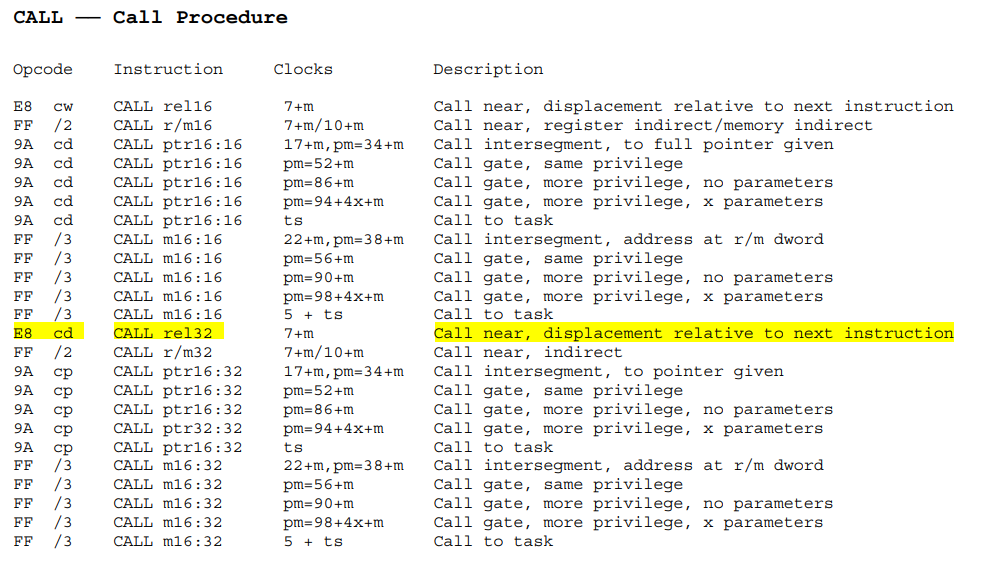 CALL — Call Procedure
Opcode Instruction Clocks Description
E8 cw CALL rel16 7+m Call near, displacement relative to next instruction
FF /2 CALL r/m16 7+m/10+m Call near, register indirect/memory indirect
9A cd CALL ptr16:16 17+m,pm=34+m Call intersegment, to full pointer given
9A cd CALL ptr16:16 pm=52+m Call gate, same privilege
9A cd CALL ptr16:16 pm=86+m Call gate, more privilege, no parameters
9A cd CALL ptr16:16 pm=94+4x+m Call gate, more privilege, x parameters
9A cd CALL ptr16:16 ts Call to task
FF /3 CALL m16:16 22+m,pm=38+m Call intersegment, address at r/m dword
FF /3 CALL m16:16 pm=56+m Call gate, same privilege
FF /3 CALL m16:16 pm=90+m Call gate, more privilege, no parameters
FF /3 CALL m16:16 pm=98+4x+m Call gate, more privilege, x parameters
FF /3 CALL m16:16 5 + ts Call to task
E8 cd CALL rel32 7+m Call near, displacement relative to next instruction
FF /2 CALL r/m32 7+m/10+m Call near, indirect
9A cp CALL ptr16:32 17+m,pm=34+m Call intersegment, to pointer given
9A cp CALL ptr16:32 pm=52+m Call gate, same privilege
9A cp CALL ptr16:32 pm=86+m Call gate, more privilege, no parameters
9A cp CALL ptr32:32 pm=94+4x+m Call gate, more privilege, x parameters
9A cp CALL ptr16:32 ts Call to task
FF /3 CALL m16:32 22+m,pm=38+m Call intersegment, address at r/m dword
FF /3 CALL m16:32 pm=56+m Call gate, same privilege
FF /3 CALL m16:32 pm=90+m Call gate, more privilege, no parameters
FF /3 CALL m16:32 pm=98+4x+m Call gate, more privilege, x parameters
FF /3 CALL m16:32 5 + ts Call to task